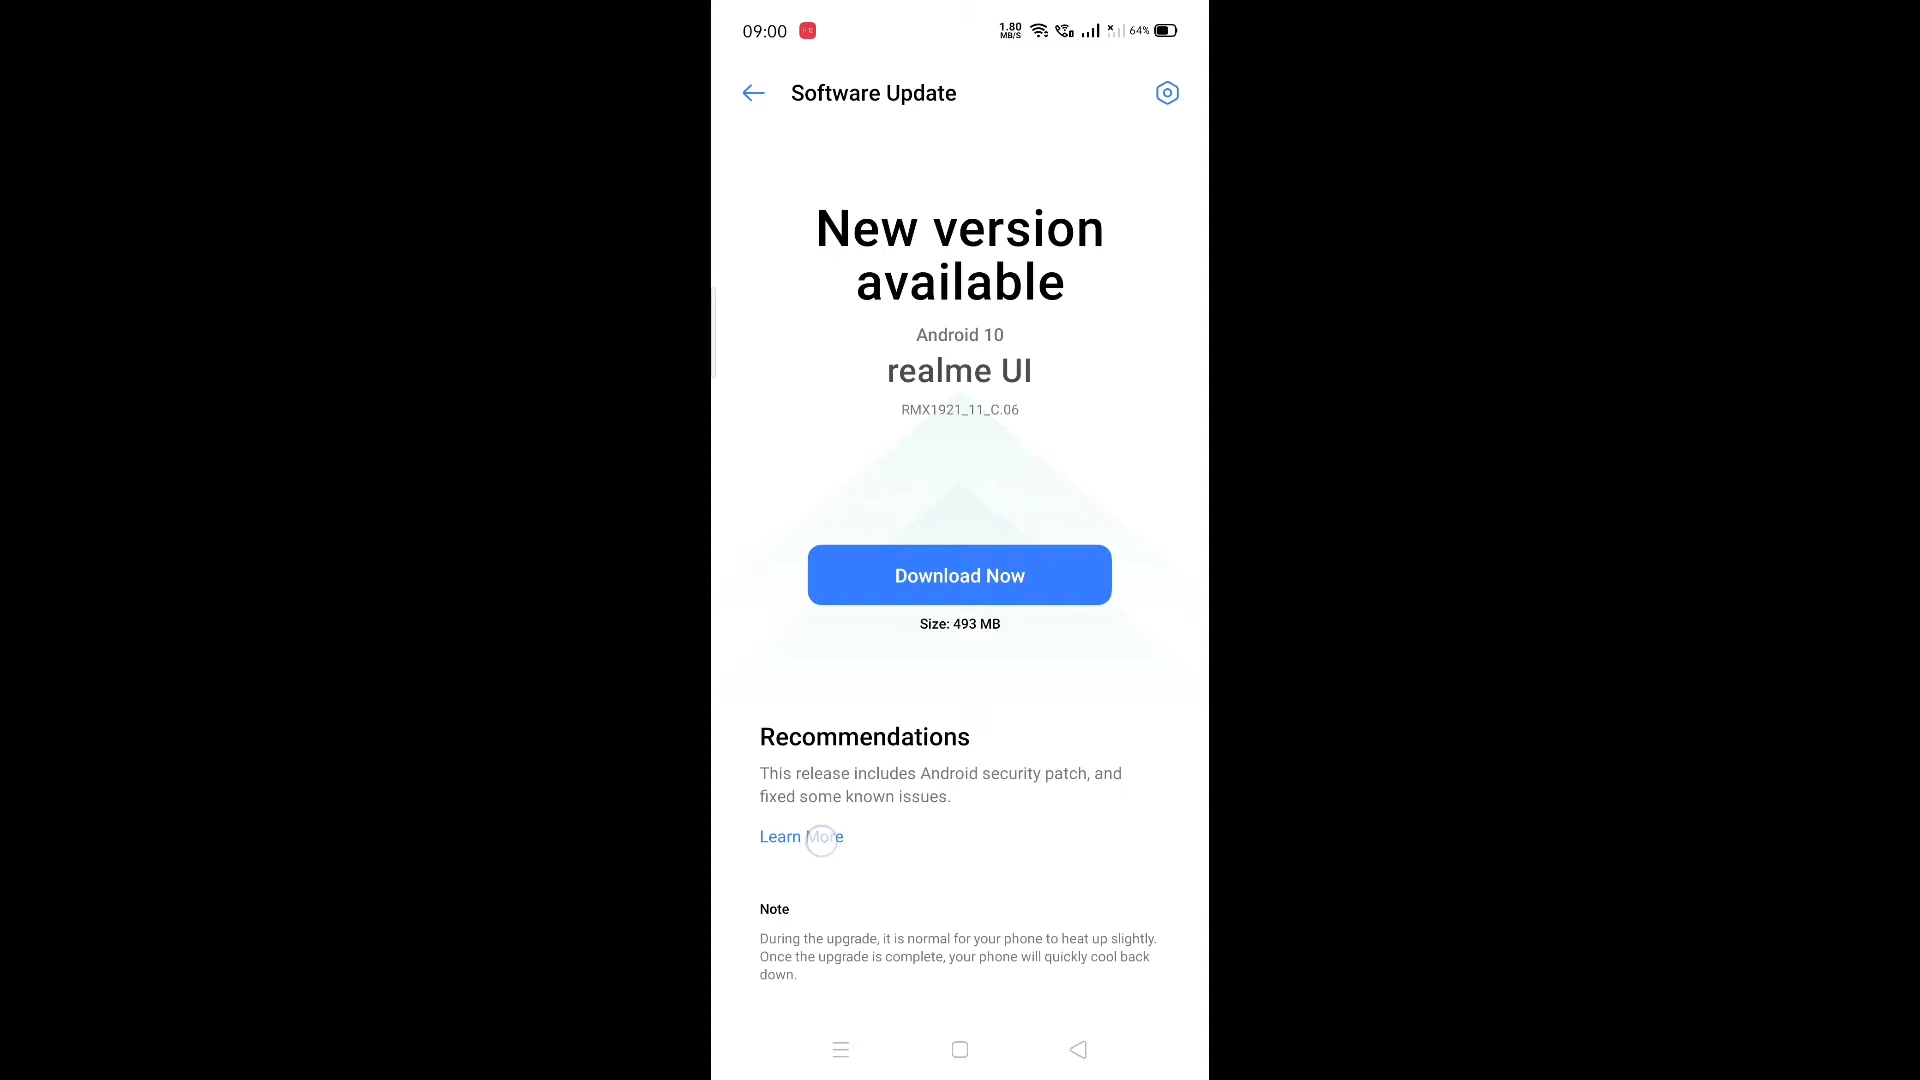 09:00
1.80
MB/S
64%
Software Update
New version
available
Android 10
realme UI
RMX1921_11_C.06
Download Now
Size: 493 MB
Recommendations
This release includes Android security patch, and
fixed some known issues.
Learn More
Note
During the upgrade, it is normal for your phone to heat up slightly.
Once the upgrade is complete, your phone will quickly cool back
down.